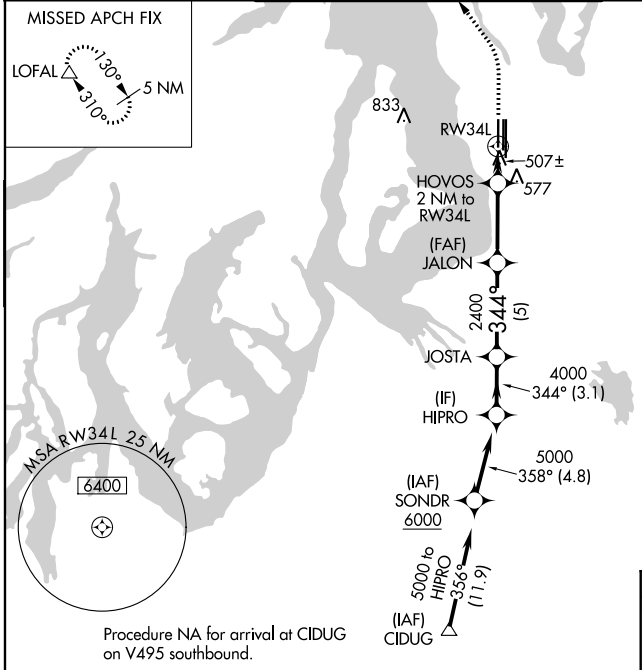 MISSED APCH FIX
LOFAL
130°
310°
5 NM
833
RW34L
507±
577
HOVOS
2 NM to
RW34L
(FAF)
JALON
2400
344°
(5)
JOSTA
4000
344° (3.1)
(IF)
HIPRO
5000
358° (4.8)
(IAF)
SONDR
6000
5000 to
HIPRO
356°
(11.9)
(IAF)
CIDUG
MSA RW34L 25 NM
6400
Procedure NA for arrival at CIDUG
on V495 southbound.